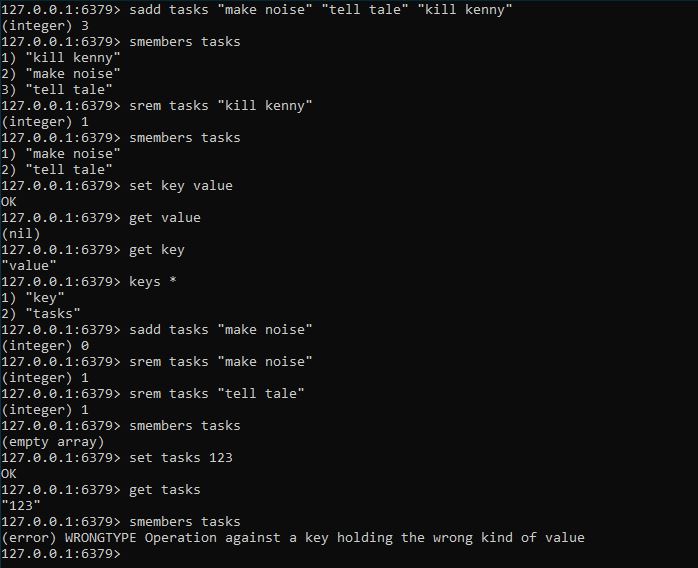 127.0.0.1:6379> sadd tasks "make noise" "tell tale" "kill kenny"
(integer) 3
127.0.0.1:6379> smembers tasks
1) "kill kenny"
2) "make noise"
3) "tell tale"
127.0.0.1:6379> srem tasks "kill kenny"
(integer) 1
127.0.0.1:6379> smembers tasks
1) "make noise"
2) "tell tale"
127.0.0.1:6379> set key value
OK
127.0.0.1:6379> get value
(nil)
127.0.0.1:6379> get key
"value"
127.0.0.1:6379> keys *
1) "key"
2) "tasks"
127.0.0.1:6379> sadd tasks "make noise"
(integer) 0
127.0.0.1:6379> srem tasks "make noise"
(integer) 1
127.0.0.1:6379> srem tasks "tell tale"
(integer) 1
127.0.0.1:6379> smembers tasks
(empty array)
127.0.0.1:6379> set tasks 123
OK
127.0.0.1:6379> get tasks
"123"
127.0.0.1:6379> smembers tasks
(error) WRONGTYPE Operation against a key holding the wrong kind of value
127.0.0.1:6379>